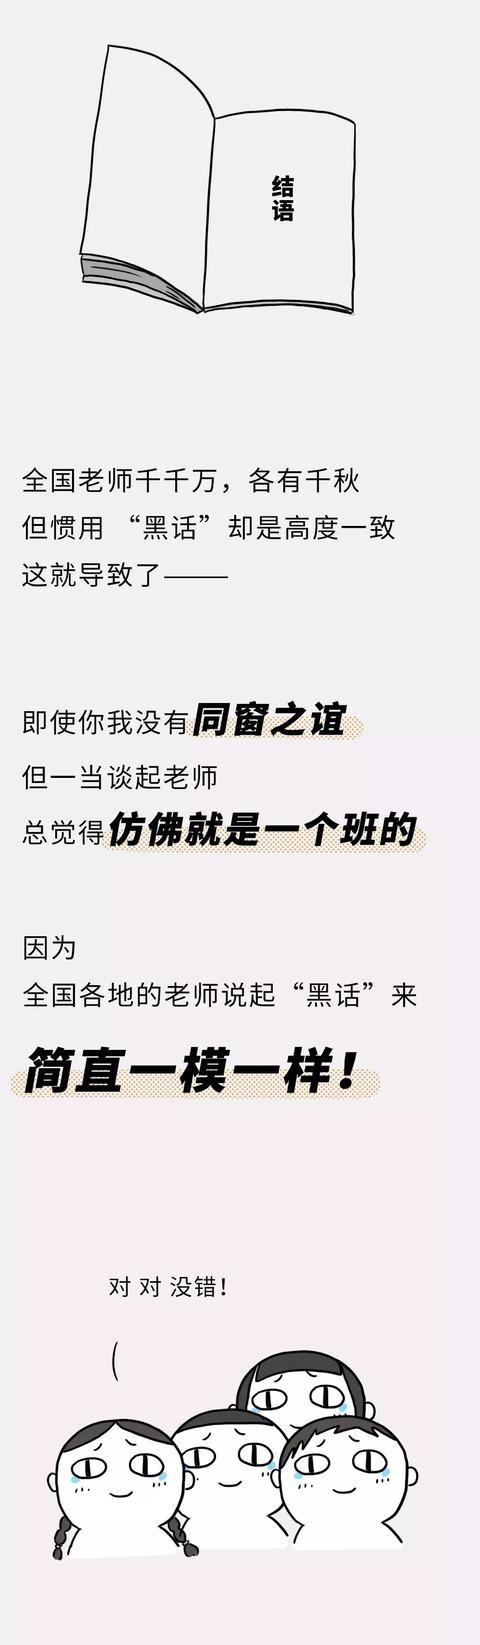 结语
全国老师千千万，各有千秋
但惯用 “黑话”却是高度一致
这就导致了——
即使你我没有同窗之谊
但一当谈起老师
总觉得仿佛就是一个班的
因为
全国各地的老师说起“黑话”来
简直一模一样！
对 对 没错！